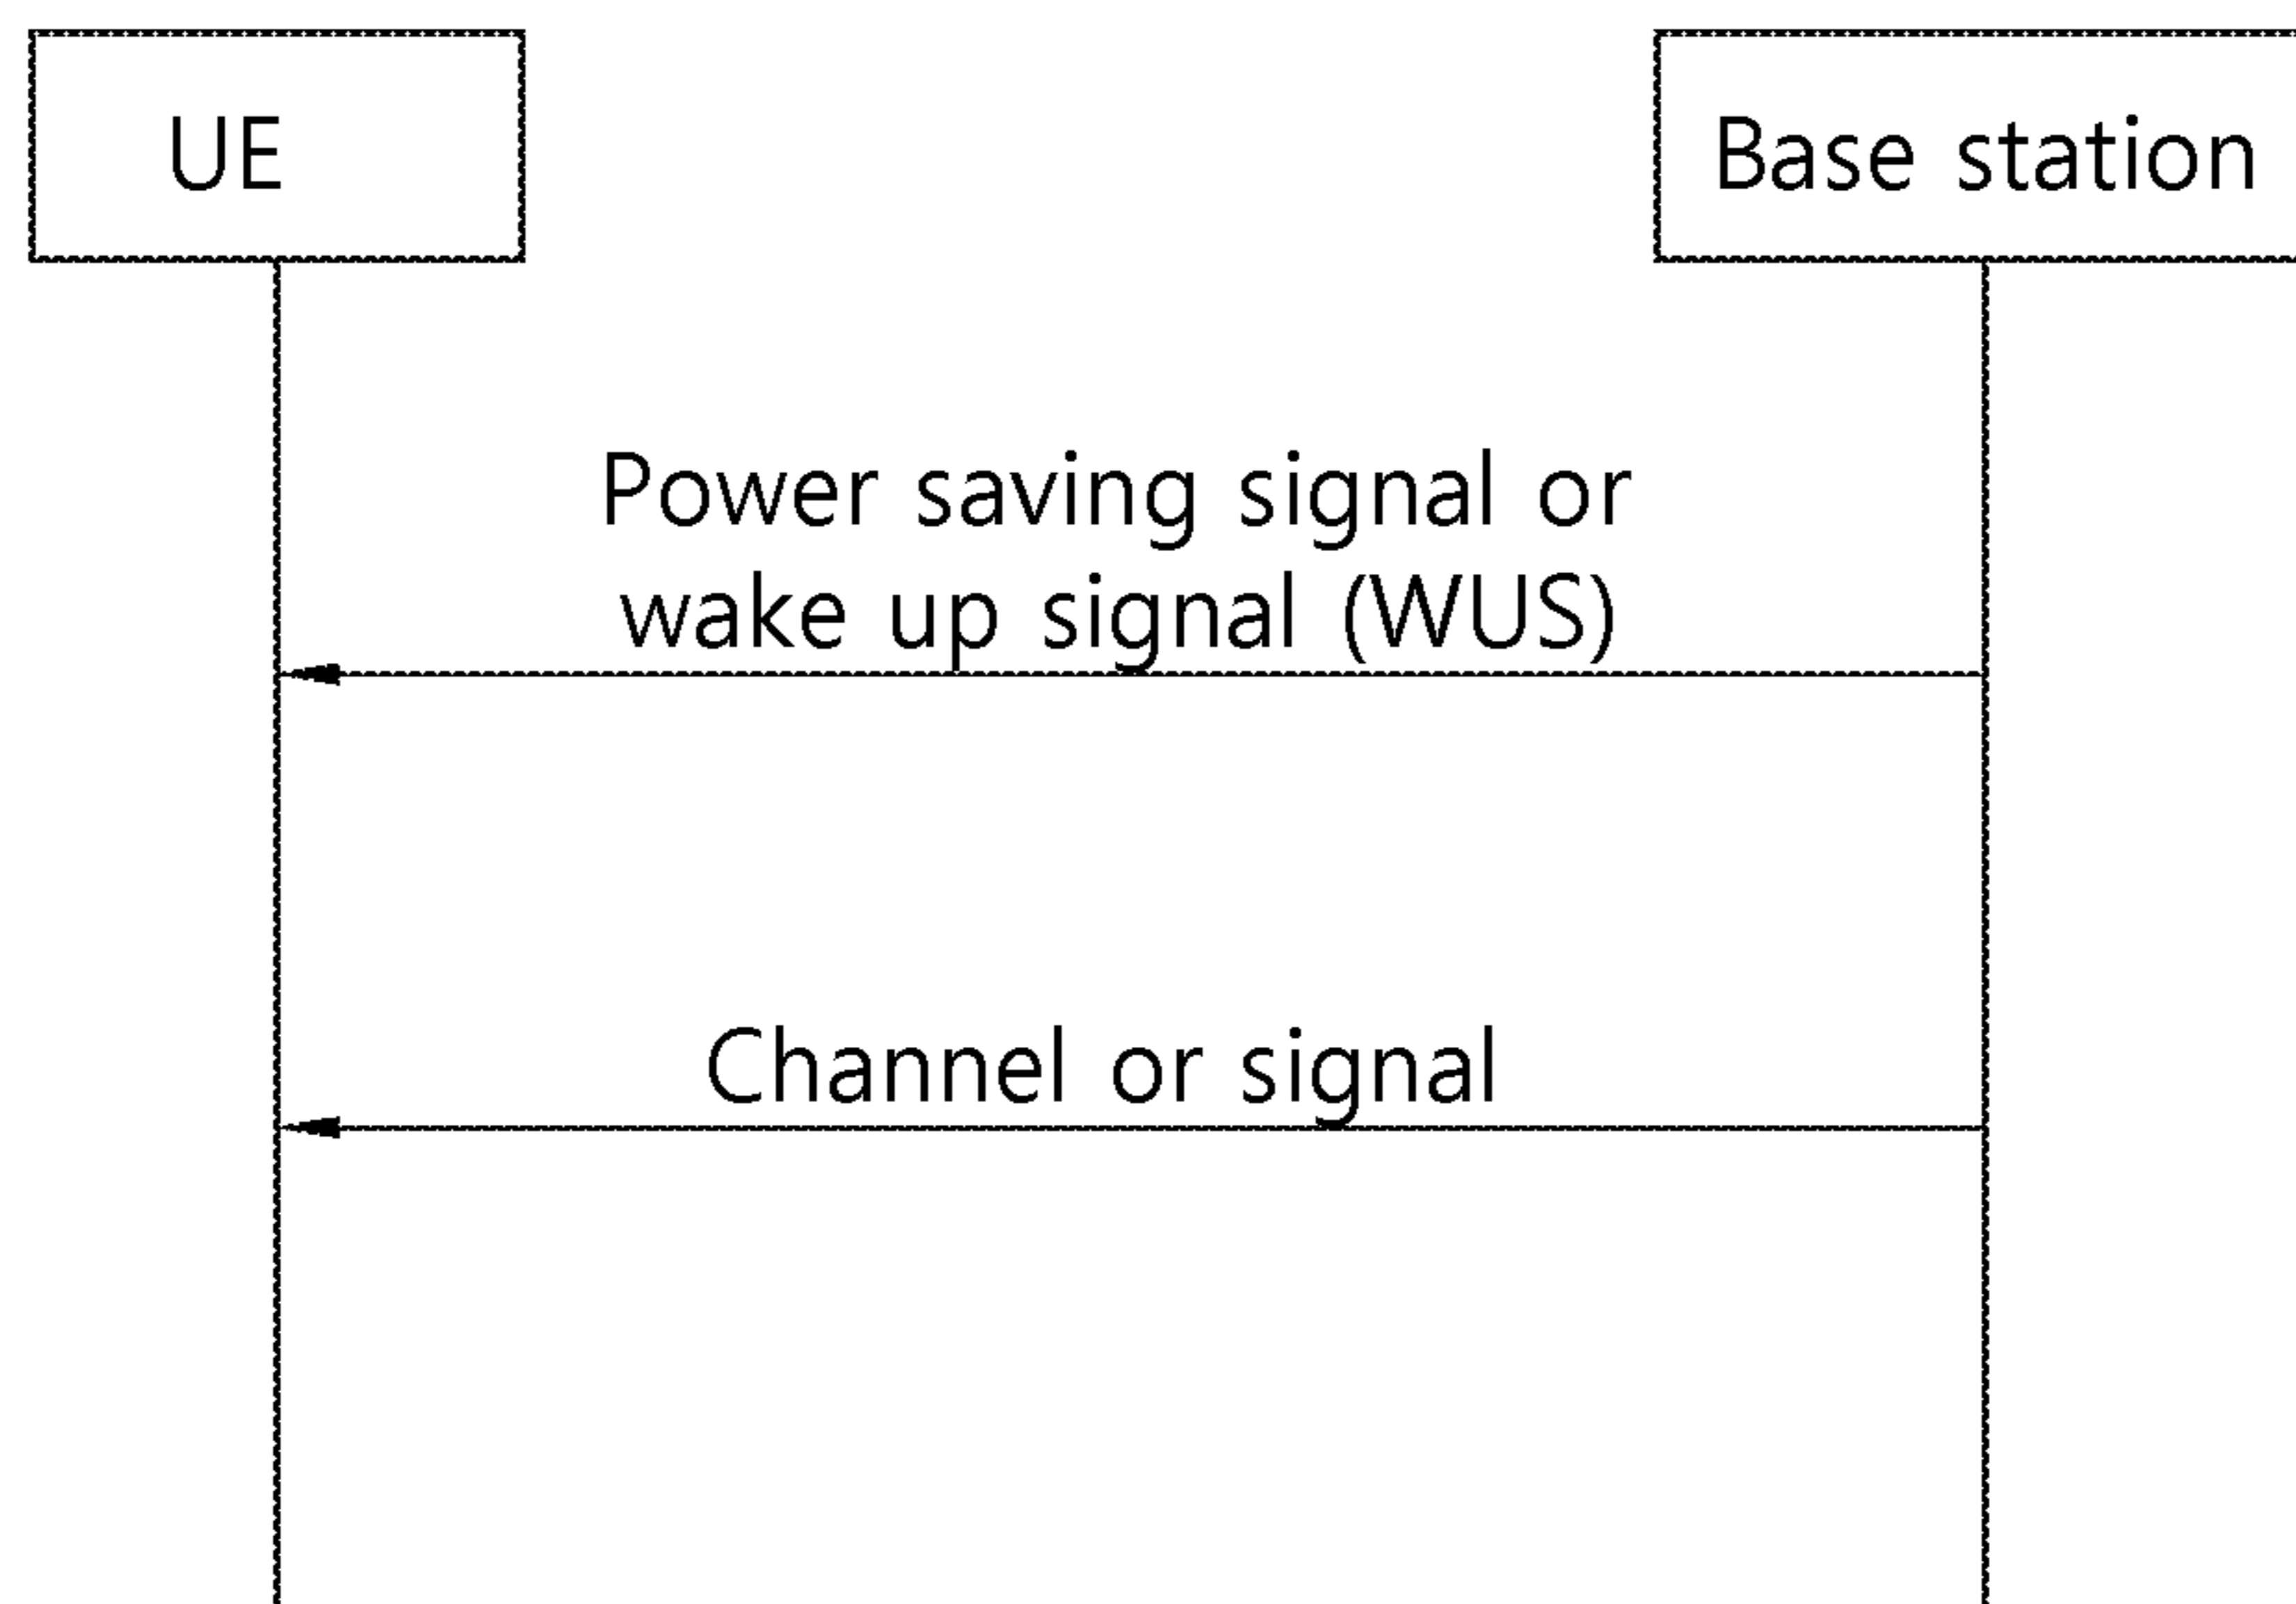 UE
Base station
Power saving signal or
wake up signal (WUS)
Channel or signal